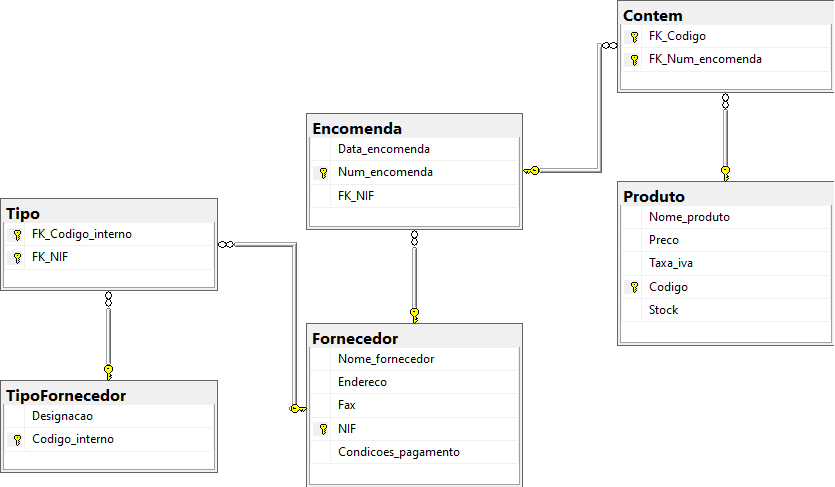 Contem
FK_Codigo
FK_Num_encomenda
Encomenda
Data_encomenda
Num_encomenda
FK_NIF
Produto
Nome_produto
Preco
Taxa_iva
Codigo
Stock
Tipo
FK_Codigo_interno
FK_NIF
Fornecedor
Nome_fornecedor
Endereco
Fax
NIF
Condicoes_pagamento
TipoFornecedor
Designacao
Codigo_interno